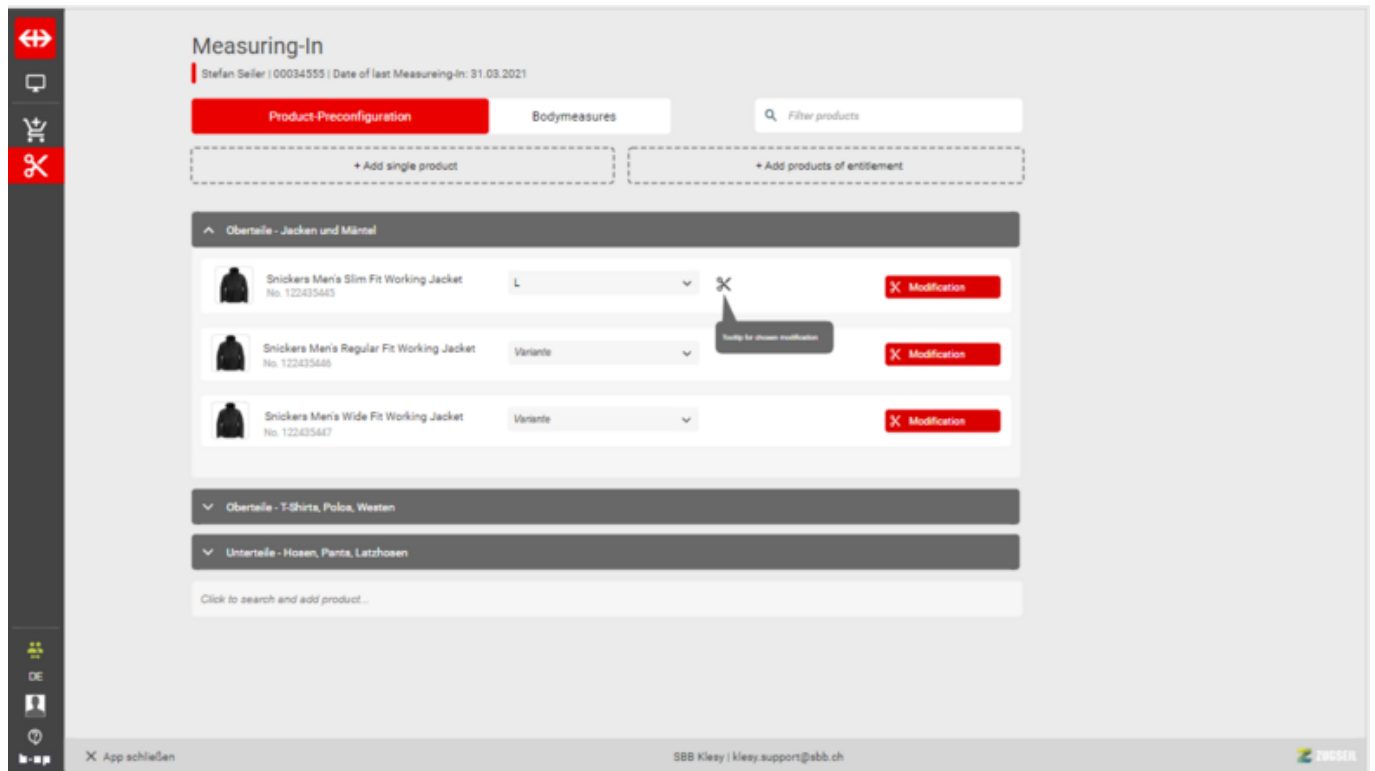 Measuring-In
Stefan Seiler | 00034555 | Date of last Measureing-In: 31.03.2021
Product-Preconfiguration
Bodymeasures
Filter products
+ Add single product
+ Add products of entitlement
Oberteile - Jacken und Mäntel
Snickers Men's Slim Fit Working Jacket
No. 122435445
L
Modification
Tooltip for chosen modification
Snickers Men's Regular Fit Working Jacket
No. 122435446
Variante
Modification
Snickers Men's Wide Fit Working Jacket
No. 122435447
Variante
Modification
Oberteile - T-Shirts, Polos, Westen
Unterteile - Hosen, Pants, Latzhosen
Click to search and add product...
DE
App schließen
SBB Klesy | klesy.support@sbb.ch
ZUGSEIL